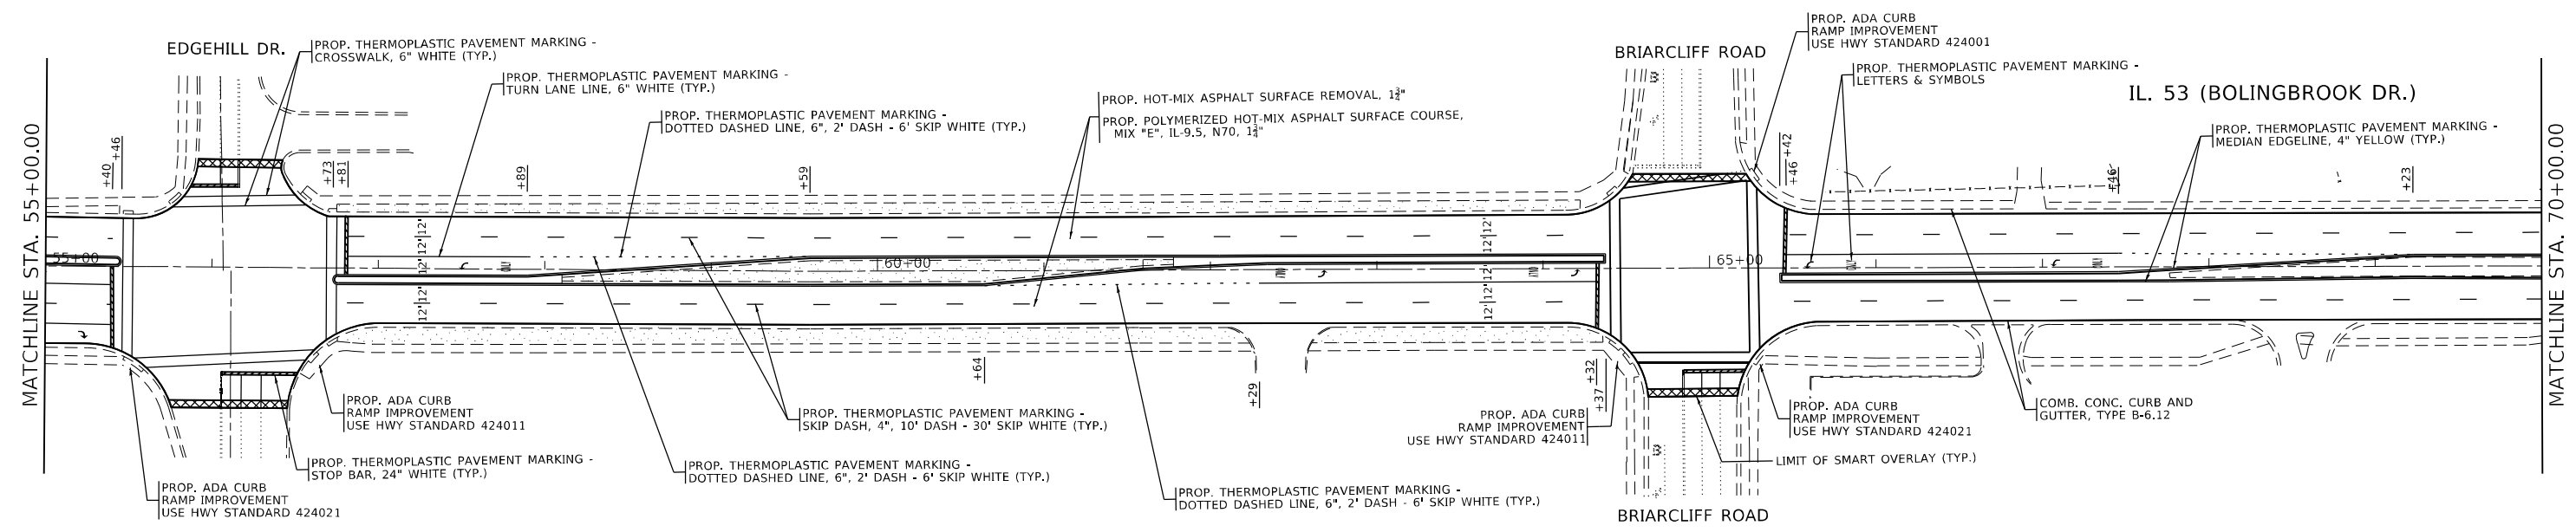 EDGEHILL DR.
PROP. THERMOPLASTIC PAVEMENT MARKING -
CROSSWALK, 6" WHITE (TYP.)
PROP. THERMOPLASTIC PAVEMENT MARKING -
TURN LANE LINE, 6" WHITE (TYP.)
PROP. THERMOPLASTIC PAVEMENT MARKING -
DOTTED DASHED LINE, 6", 2' DASH - 6' SKIP WHITE (TYP.)
PROP. HOT-MIX ASPHALT SURFACE REMOVAL, 1¾"
PROP. POLYMERIZED HOT-MIX ASPHALT SURFACE COURSE,
MIX "E", IL-9.5, N70, 1¾"
BRIARCLIFF ROAD
PROP. ADA CURB
RAMP IMPROVEMENT
USE HWY STANDARD 424001
PROP. THERMOPLASTIC PAVEMENT MARKING -
LETTERS & SYMBOLS
IL. 53 (BOLINGBROOK DR.)
PROP. THERMOPLASTIC PAVEMENT MARKING -
MEDIAN EDGELINE, 4" YELLOW (TYP.)
MATCHLINE STA. 55+00.00
MATCHLINE STA. 70+00.00
+40
+46
+73
+81
+89
+59
+42
+46
+46
+23
12'
12'
12'
12'
12'
12'
12'
12'
12'
12'
55+00
60+00
65+00
+64
+29
+32
+37
PROP. ADA CURB
RAMP IMPROVEMENT
USE HWY STANDARD 424011
PROP. THERMOPLASTIC PAVEMENT MARKING -
SKIP DASH, 4", 10' DASH - 30' SKIP WHITE (TYP.)
PROP. ADA CURB
RAMP IMPROVEMENT
USE HWY STANDARD 424011
PROP. ADA CURB
RAMP IMPROVEMENT
USE HWY STANDARD 424021
COMB. CONC. CURB AND
GUTTER, TYPE B-6.12
PROP. THERMOPLASTIC PAVEMENT MARKING -
STOP BAR, 24" WHITE (TYP.)
PROP. THERMOPLASTIC PAVEMENT MARKING -
DOTTED DASHED LINE, 6", 2' DASH - 6' SKIP WHITE (TYP.)
LIMIT OF SMART OVERLAY (TYP.)
PROP. ADA CURB
RAMP IMPROVEMENT
USE HWY STANDARD 424021
PROP. THERMOPLASTIC PAVEMENT MARKING -
DOTTED DASHED LINE, 6", 2' DASH - 6' SKIP WHITE (TYP.)
BRIARCLIFF ROAD